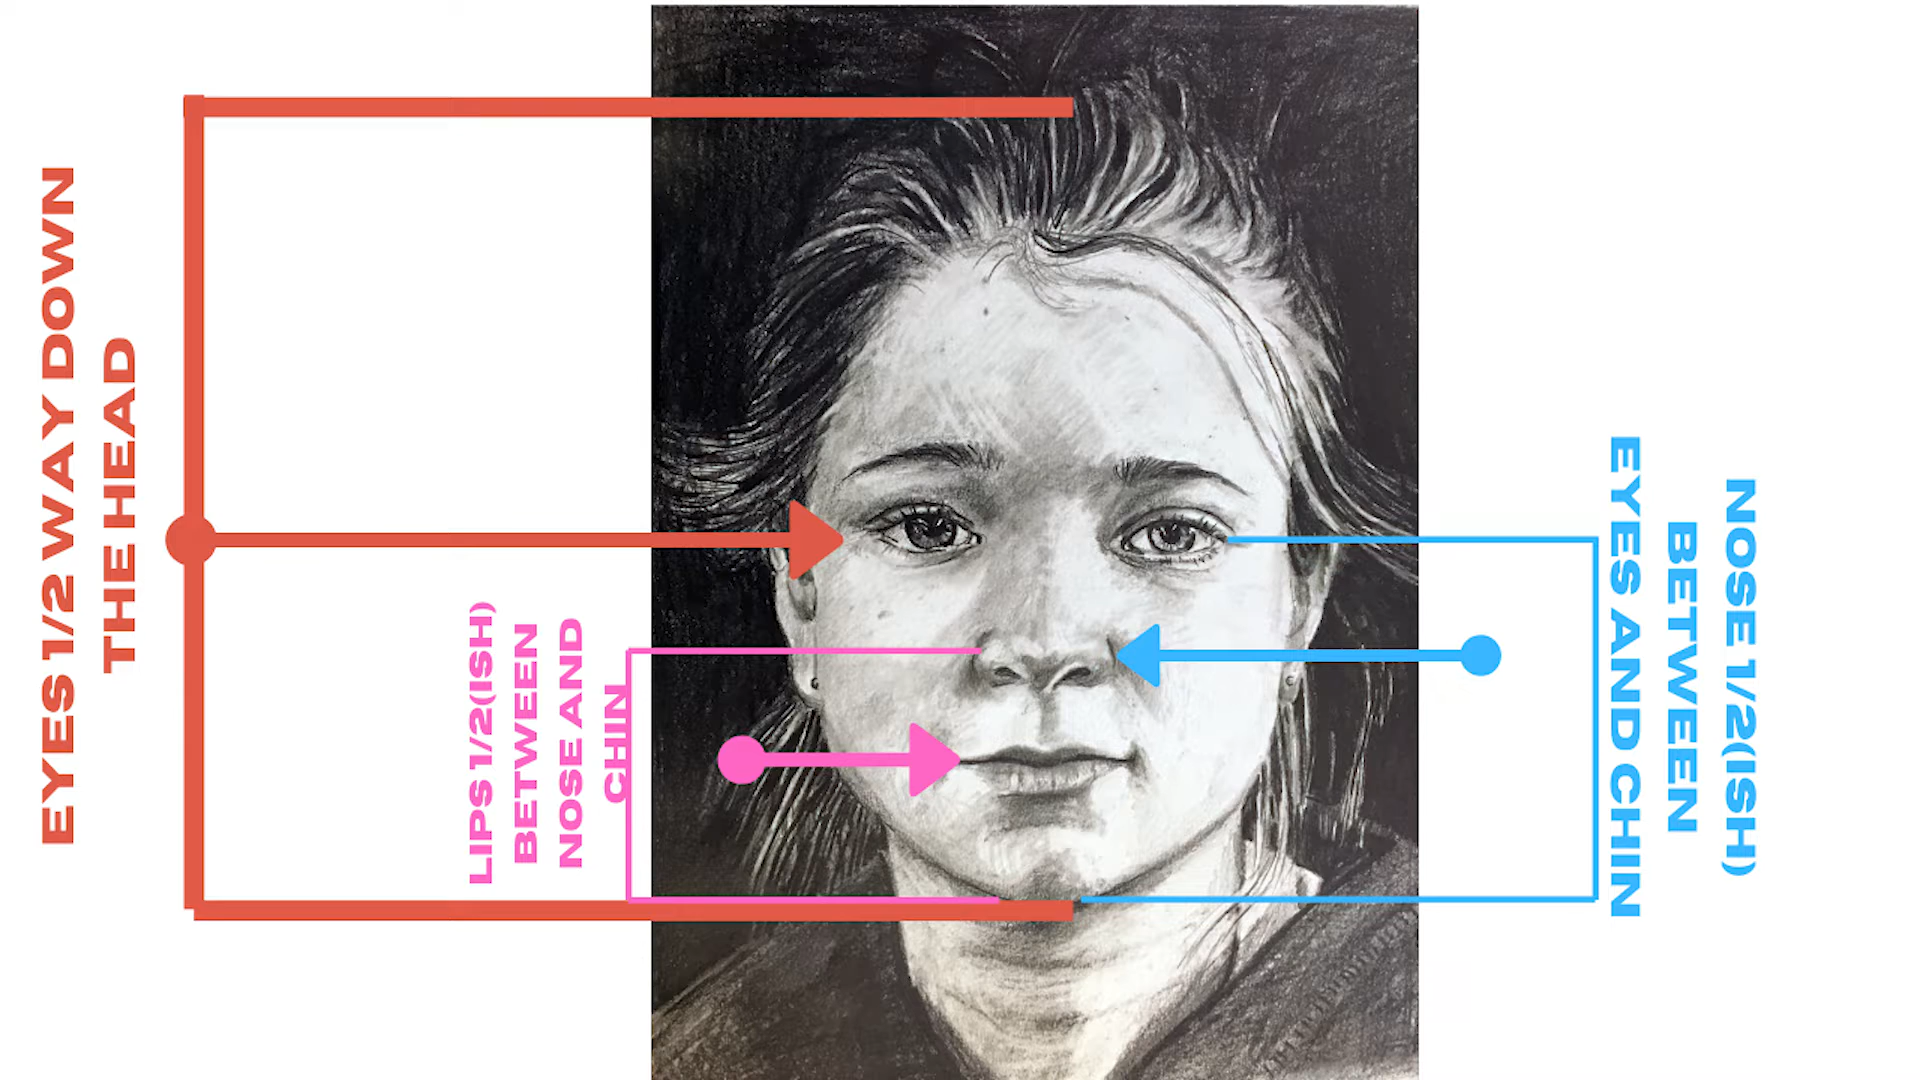 EYES 1/2 WAY DOWN
THE HEAD
LIPS 1/2(ISH)
BETWEEN
NOSE AND
CHIN
NOSE 1/2(ISH)
BETWEEN
EYES AND CHIN